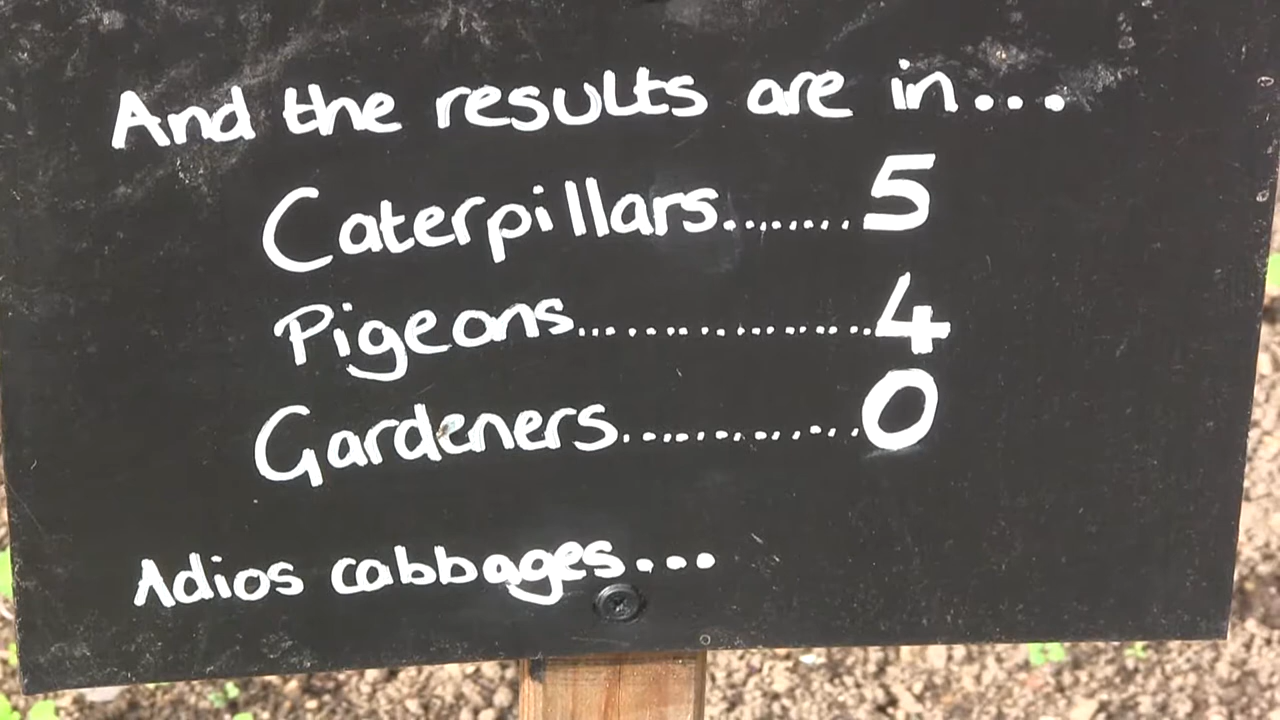 And the results are in...
Caterpillars........5
Pigeons..................4
Gardeners.............0
Adios cabbages...